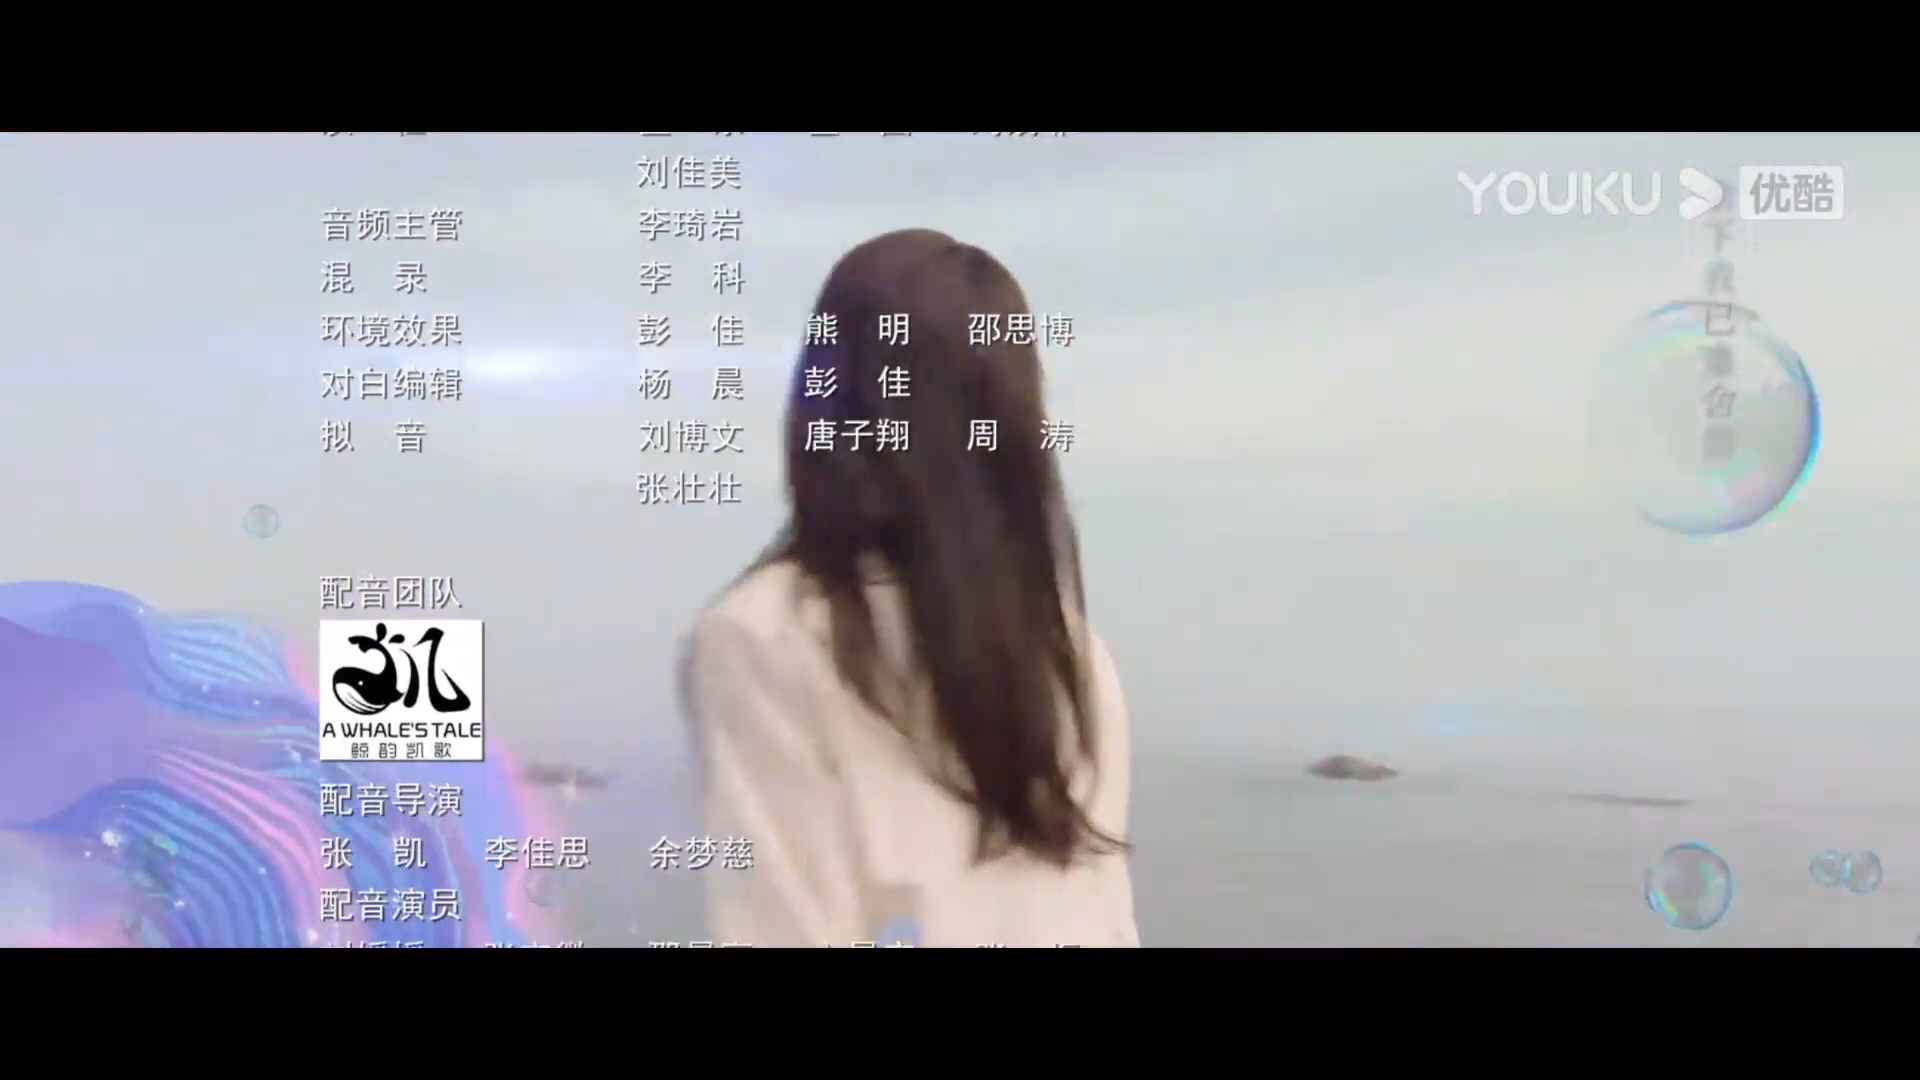 刘佳美
音频主管 李琦岩
混 录 李 科
环境效果 彭 佳 熊 明 邵思博
对白编辑 杨 晨 彭 佳
拟 音 刘博文 唐子翔 周 涛
张壮壮
配音团队
凯
A WHALE'S TALE
鲸韵凯歌
配音导演
张 凯 李佳思 余梦慈
配音演员
YOUKU 优酷